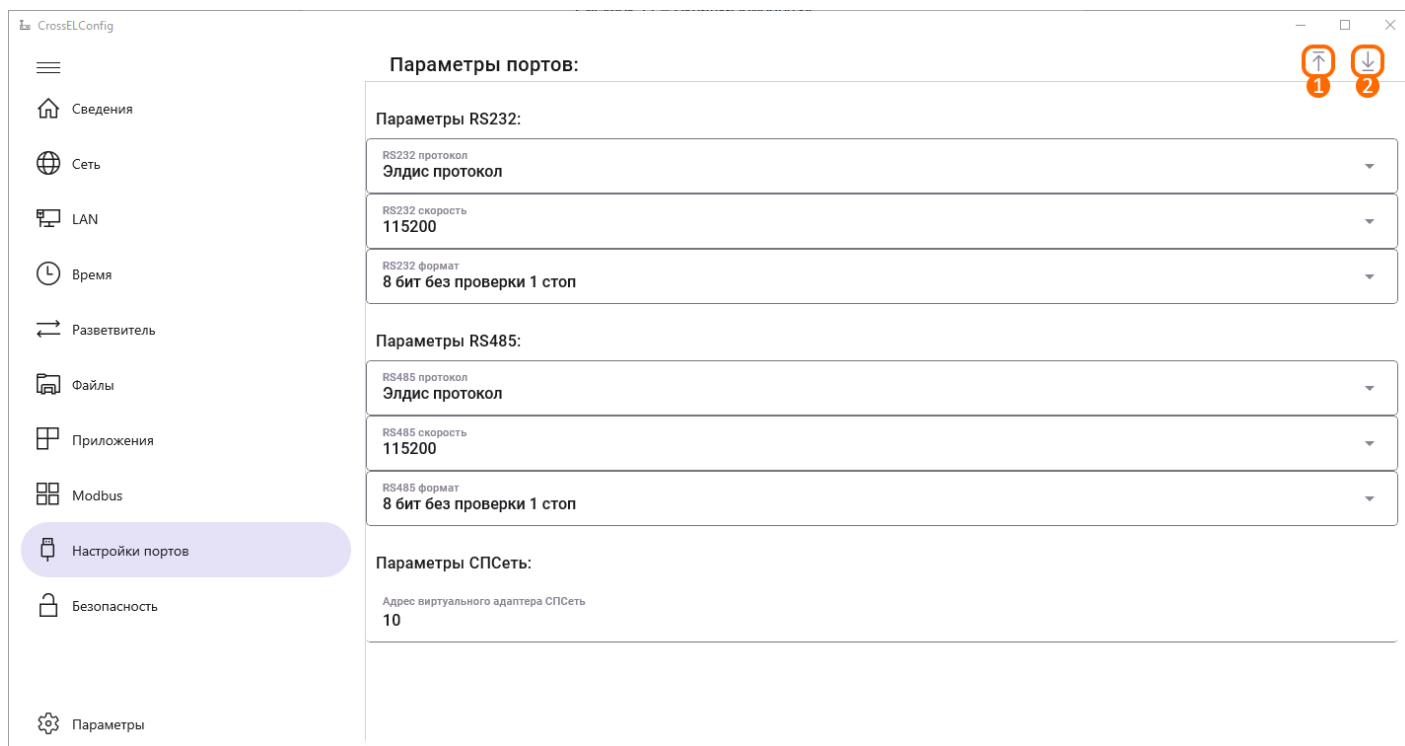 CrossELConfig
Параметры портов:
1
2
Сведения
Сеть
LAN
Время
Разветвитель
Файлы
Приложения
Modbus
Настройки портов
Безопасность
Параметры
Параметры RS232:
RS232 протокол
Элдис протокол
RS232 скорость
115200
RS232 формат
8 бит без проверки 1 стоп
Параметры RS485:
RS485 протокол
Элдис протокол
RS485 скорость
115200
RS485 формат
8 бит без проверки 1 стоп
Параметры СПСеть:
Адрес виртуального адаптера СПСеть
10